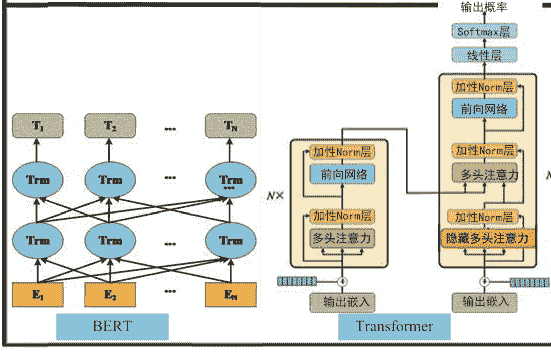 T1 T2 ... TN
Trm Trm ... Trm
...
Trm Trm ... Trm
E1 E2 ... EN
BERT
输出概率
Softmax层
线性层
加性Norm层
前向网络
加性Norm层
多头注意力
加性Norm层
隐藏多头注意力
输出嵌入
N×
加性Norm层
前向网络
加性Norm层
多头注意力
输出嵌入
N
Transformer